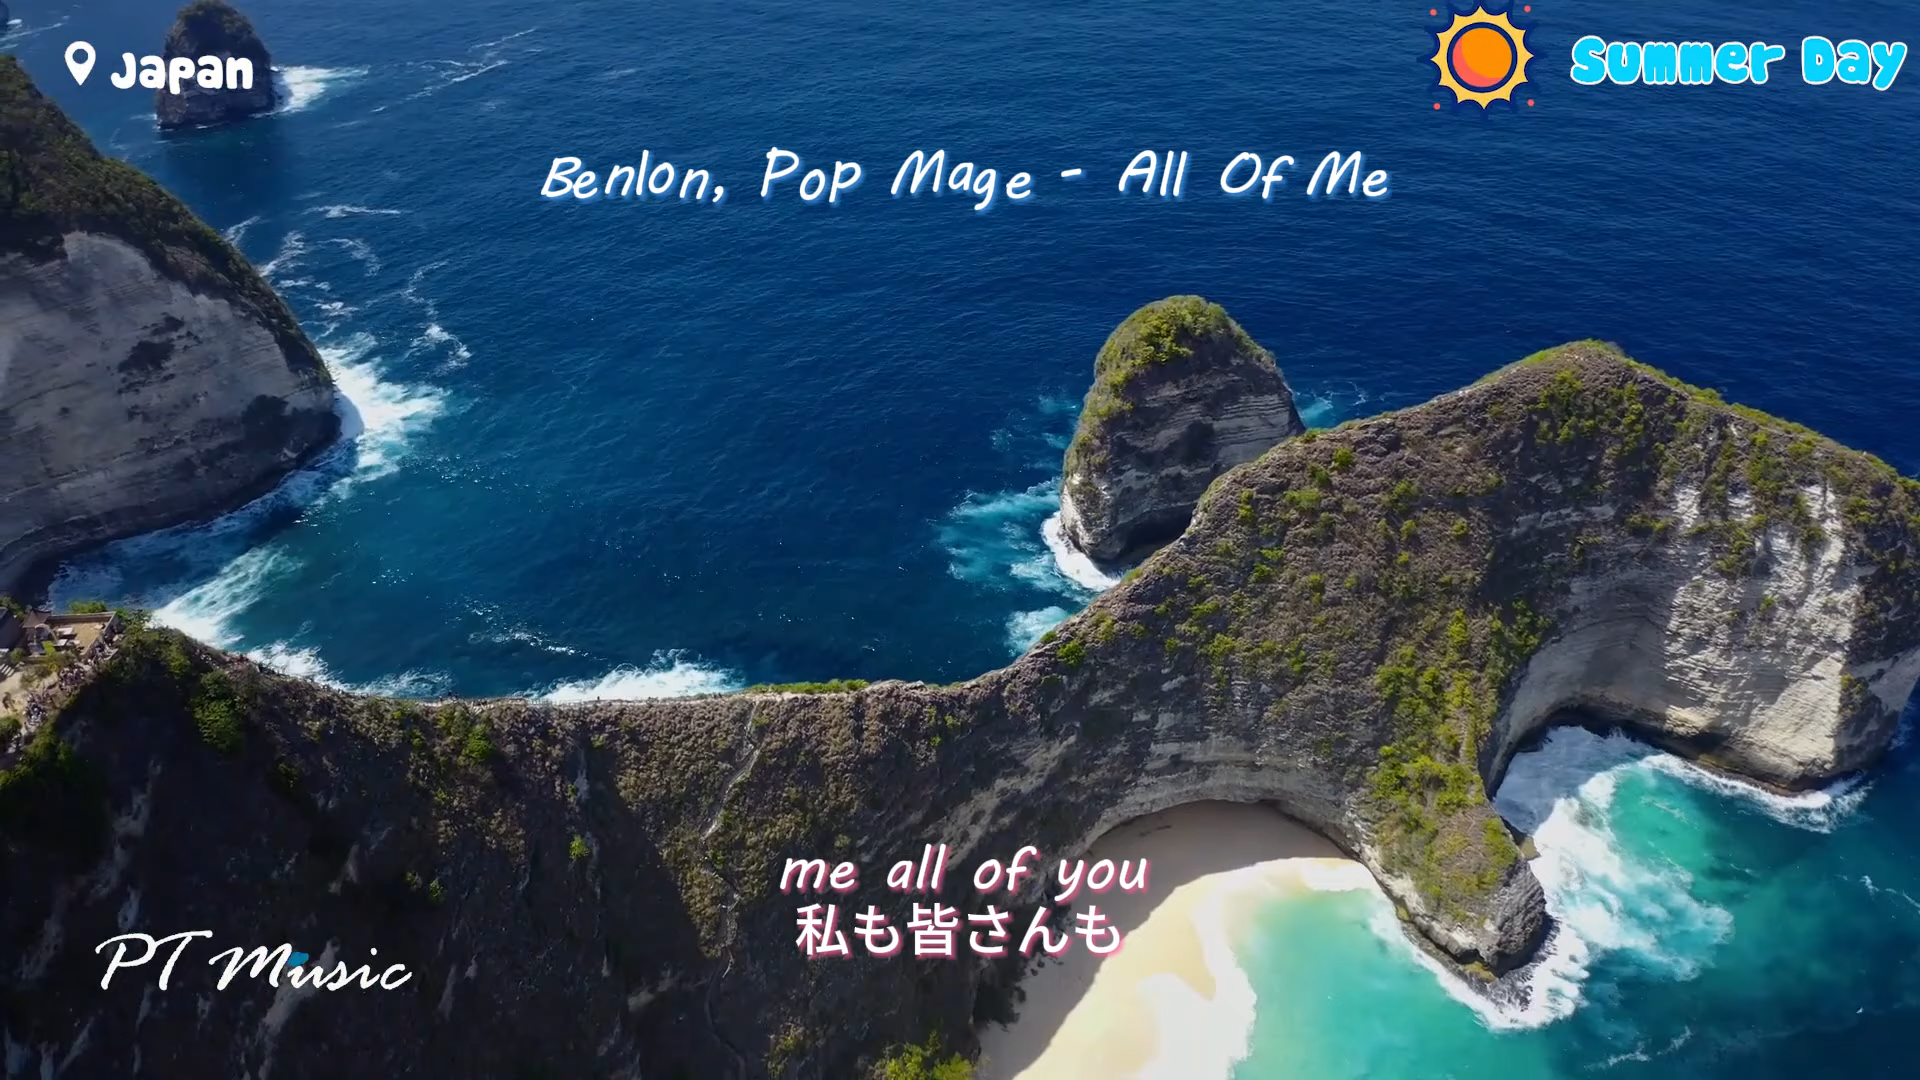 Japan
Summer Day
Benlon, Pop Mage - All Of Me
me all of you
私も皆さんも
PT Music